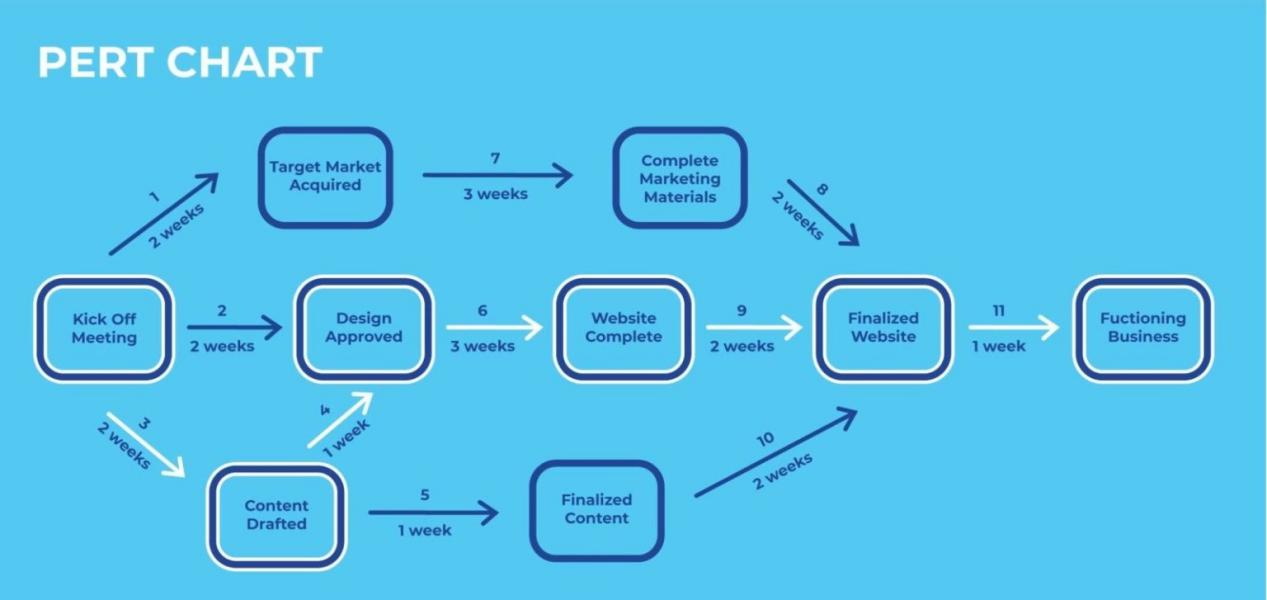 PERT CHART
Target Market
Acquired
7
3 weeks
Complete
Marketing
Materials
1
2 weeks
8
2 weeks
Kick Off
Meeting
2
2 weeks
Design
Approved
6
3 weeks
Website
Complete
9
2 weeks
Finalized
Website
11
1 week
Fuctioning
Business
3
2 weeks
4
1 week
Content
Drafted
5
1 week
Finalized
Content
10
2 weeks